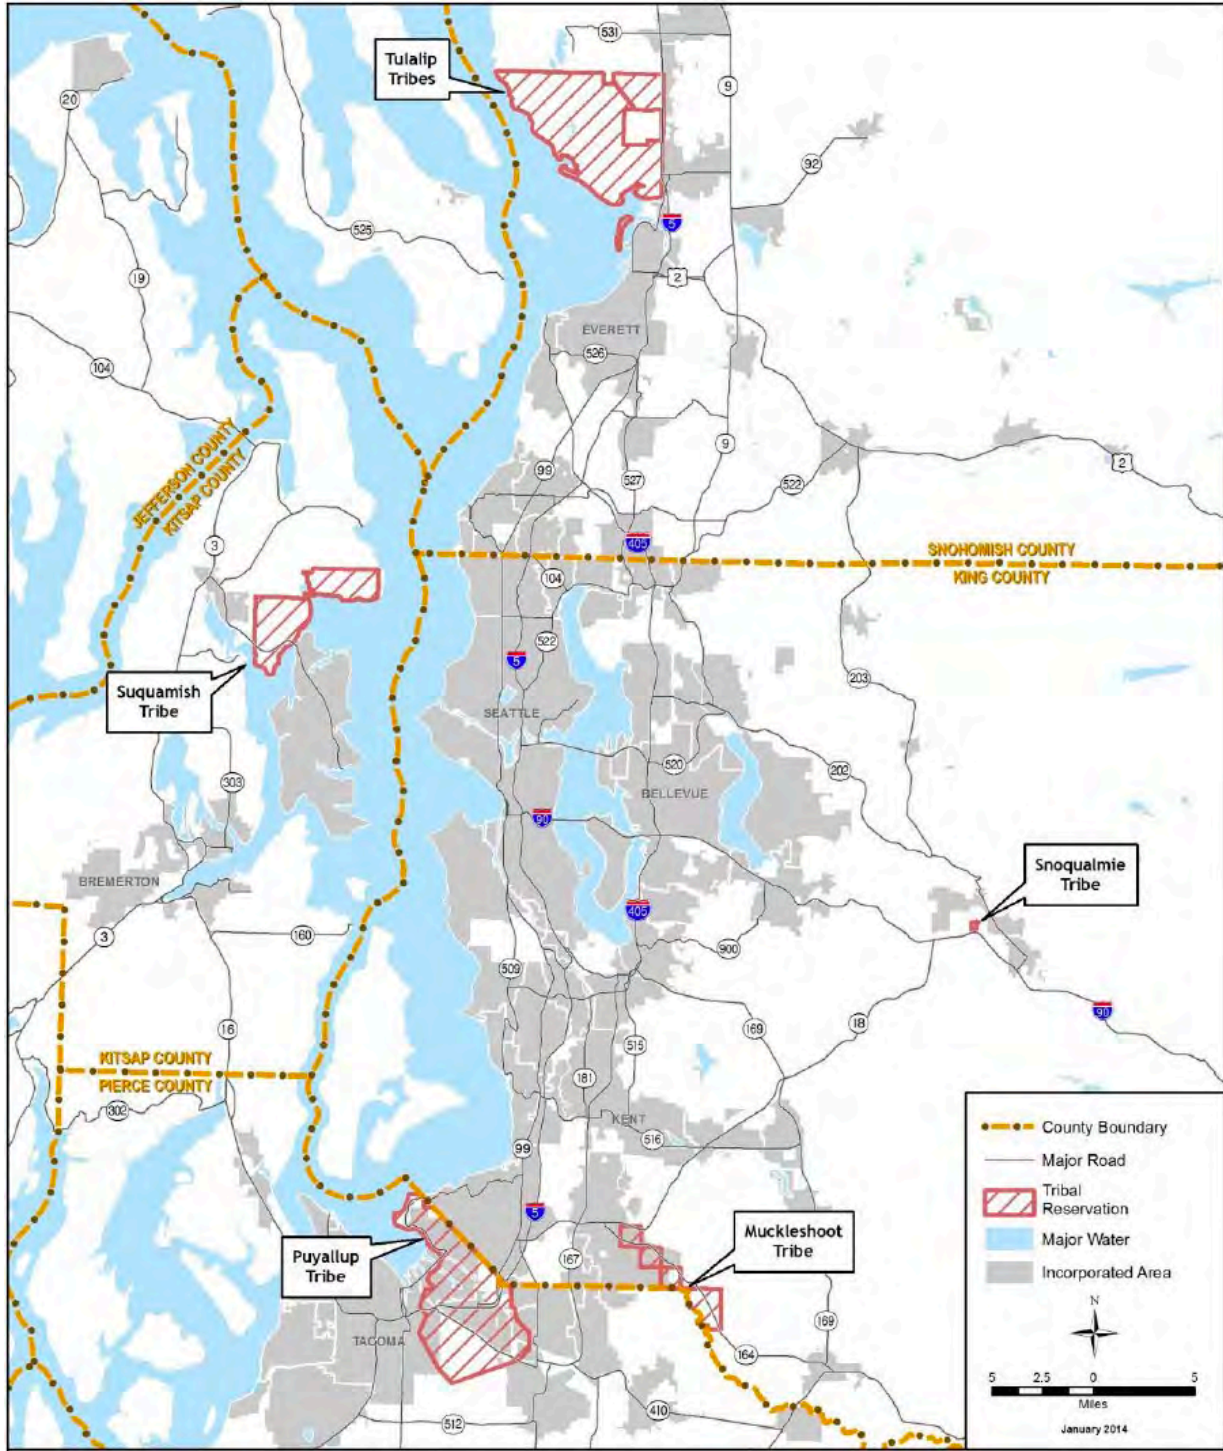 531
Tulalip
Tribes
9
20
92
525
5
2
19
EVERETT
526
104
9
2
99
527
522
JEFFERSON COUNTY
KITSAP COUNTY
3
405
SNOHOMISH COUNTY
KING COUNTY
104
3
522
5
203
Suquamish
Tribe
SEATTLE
520
202
303
BELLEVUE
90
Snoqualmie
Tribe
BREMERTON
405
3
160
900
509
90
16
169
18
515
KITSAP COUNTY
PIERCE COUNTY
181
302
KENT
516
99
County Boundary
Major Road
Tribal
Reservation
Major Water
Incorporated Area
5
Muckleshoot
Tribe
Puyallup
Tribe
167
TACOMA
169
164
410
512
N
5 2.5 0 5
Miles
January 2014